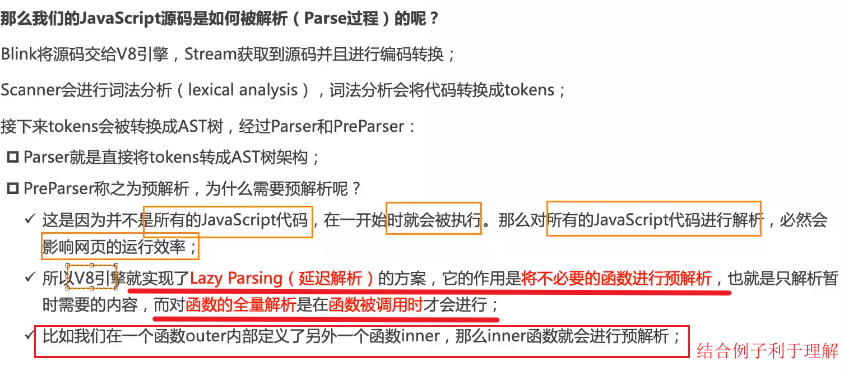 那么我们的JavaScript源码是如何被解析（Parse过程）的呢？
Blink将源码交给V8引擎，Stream获取到源码并且进行编码转换；
Scanner会进行词法分析（lexical analysis），词法分析会将代码转换成tokens；
接下来tokens会被转换成AST树，经过Parser和PreParser：
Parser就是直接将tokens转成AST树架构；
PreParser称之为预解析，为什么需要预解析呢？
✓ 这是因为并不是所有的JavaScript代码，在一开始时就会被执行。那么对所有的JavaScript代码进行解析，必然会
影响网页的运行效率；
✓ 所以V8引擎就实现了Lazy Parsing（延迟解析）的方案，它的作用是将不必要的函数进行预解析，也就是只解析暂
时需要的内容，而对函数的全量解析是在函数被调用时才会进行；
✓ 比如我们在一个函数outer内部定义了另外一个函数inner，那么inner函数就会进行预解析；
结合例子利于理解